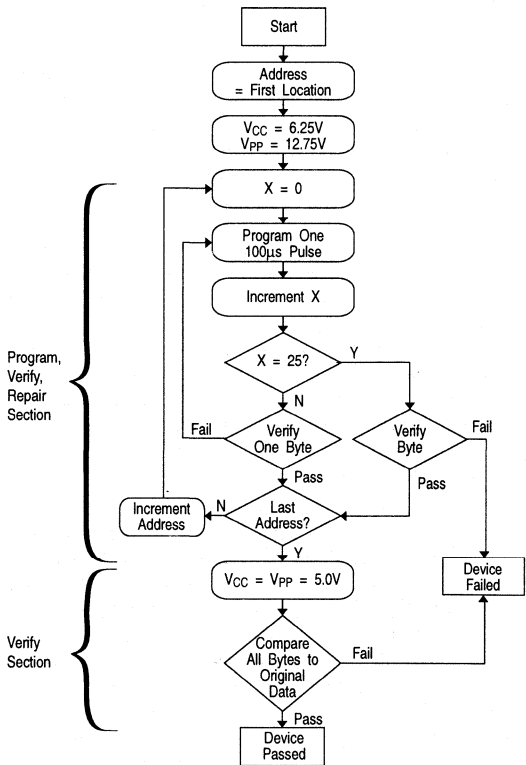 Start
Address
= First Location
VCC = 6.25V
VPP = 12.75V
X = 0
Program One
100µs Pulse
Increment X
X = 25?
Y
N
Program,
Verify,
Repair
Section
Fail
Verify
One Byte
Verify
Byte
Fail
Pass
Pass
Increment
Address
N
Last
Address?
Y
VCC = VPP = 5.0V
Device
Failed
Verify
Section
Compare
All Bytes to
Original
Data
Fail
Pass
Device
Passed